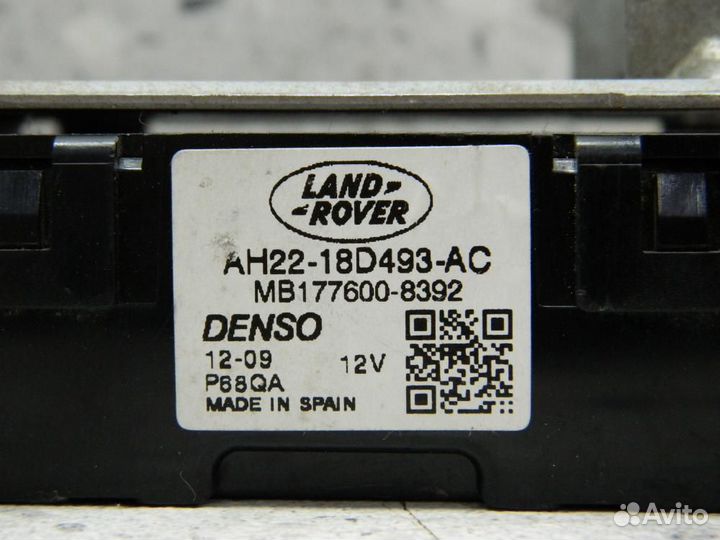 LAND-
-ROVER
AH22-18D493-AC
MB177600-8392
DENSO
12-09 12V
P68QA
MADE IN SPAIN
Avito